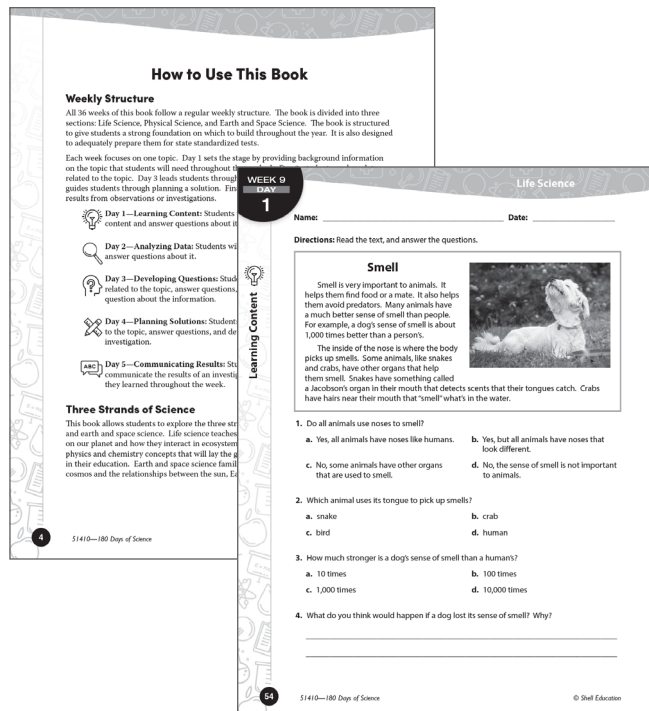 How to Use This Book
Weekly Structure
All 36 weeks of this book follow a regular weekly structure. The book is divided into three
sections: Life Science, Physical Science, and Earth and Space Science. The book is structured
to give students a strong foundation on which to build throughout the year. It is also designed
to adequately prepare them for state standardized tests.
Each week focuses on one topic. Day 1 sets the stage by providing background information
on the topic that students will need throughout
related to the topic. Day 3 leads students through
guides students through planning a solution.
results from observations or investigations.
Day 1—Learning Content: Students
content and answer questions about it
Day 2—Analyzing Data: Students
answer questions about it.
Day 3—Developing Questions:
related to the topic, answer questions,
question about the information.
Day 4—Planning Solutions:
to the topic, answer questions, and
investigation.
ABC
Day 5—Communicating Results:
communicate the results of an
they learned throughout the week.
Three Strands of Science
This book allows students to explore the three
and earth and space science. Life science teaches
on our planet and how they interact in
physics and chemistry concepts that will lay the
in their education. Earth and space science
cosmos and the relationships between the sun,
4
51410—180 Days of Science
WEEK 9
DAY
1
Life Science
Name:
Date:
Directions: Read the text, and answer the questions.
Learning Content
Smell
Smell is very important to animals. It
helps them find food or a mate. It also helps
them avoid predators. Many animals have
a much better sense of smell than people.
For example, a dog's sense of smell is about
1,000 times better than a person's.
The inside of the nose is where the body
picks up smells. Some animals, like snakes
and crabs, have other organs that help
them smell. Snakes have something called
a Jacobson's organ in their mouth that detects scents that their tongues catch. Crabs
have hairs near their mouth that "smell" what's in the water.
1. Do all animals use noses to smell?
a. Yes, all animals have noses like humans.
b. Yes, but all animals have noses that
look different.
c. No, some animals have other organs
that are used to smell.
d. No, the sense of smell is not important
to animals.
2. Which animal uses its tongue to pick up smells?
a. snake
b. crab
c. bird
d. human
3. How much stronger is a dog's sense of smell than a human's?
a. 10 times
b. 100 times
c. 1,000 times
d. 10,000 times
4. What do you think would happen if a dog lost its sense of smell? Why?
54
51410—180 Days of Science
© Shell Education